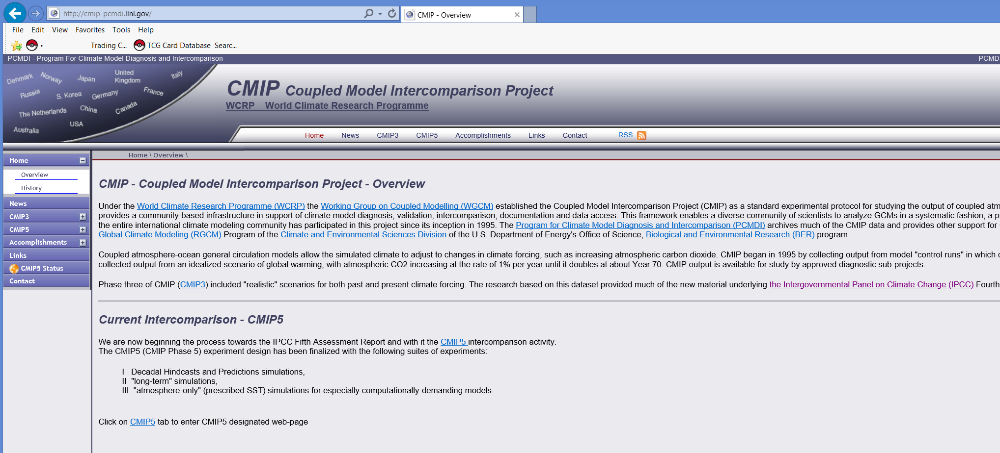 http://cmip-pcmdi.llnl.gov/
CMIP - Overview
File Edit View Favorites Tools Help
Trading C... TCG Card Database Searc...
PCMDI - Program For Climate Model Diagnosis and Intercomparison
PCMD
Denmark Norway Japan United Kingdom Italy
Russia S. Korea Germany France
The Netherlands China Canada
USA
Australia
CMIP Coupled Model Intercomparison Project
WCRP World Climate Research Programme
Home News CMIP3 CMIP5 Accomplishments Links Contact RSS
Home \ Overview \
Home
Overview
History
News
CMIP3
CMIP5
Accomplishments
Links
CMIP5 Status
Contact
CMIP - Coupled Model Intercomparison Project - Overview
Under the World Climate Research Programme (WCRP) the Working Group on Coupled Modelling (WGCM) established the Coupled Model Intercomparison Project (CMIP) as a standard experimental protocol for studying the output of coupled atm
provides a community-based infrastructure in support of climate model diagnosis, validation, intercomparison, documentation and data access. This framework enables a diverse community of scientists to analyze GCMs in a systematic fashion, a p
the entire international climate modeling community has participated in this project since its inception in 1995. The Program for Climate Model Diagnosis and Intercomparison (PCMDI) archives much of the CMIP data and provides other support for
Global Climate Modeling (RGCM) Program of the Climate and Environmental Sciences Division of the U.S. Department of Energy's Office of Science, Biological and Environmental Research (BER) program.
Coupled atmosphere-ocean general circulation models allow the simulated climate to adjust to changes in climate forcing, such as increasing atmospheric carbon dioxide. CMIP began in 1995 by collecting output from model "control runs" in which
collected output from an idealized scenario of global warming, with atmospheric CO2 increasing at the rate of 1% per year until it doubles at about Year 70. CMIP output is available for study by approved diagnostic sub-projects.
Phase three of CMIP (CMIP3) included "realistic" scenarios for both past and present climate forcing. The research based on this dataset provided much of the new material underlying the Intergovernmental Panel on Climate Change (IPCC) Fourth
Current Intercomparison - CMIP5
We are now beginning the process towards the IPCC Fifth Assessment Report and with it the CMIP5 intercomparison activity.
The CMIP5 (CMIP Phase 5) experiment design has been finalized with the following suites of experiments:
I Decadal Hindcasts and Predictions simulations,
II "long-term" simulations,
III "atmosphere-only" (prescribed SST) simulations for especially computationally-demanding models.
Click on CMIP5 tab to enter CMIP5 designated web-page